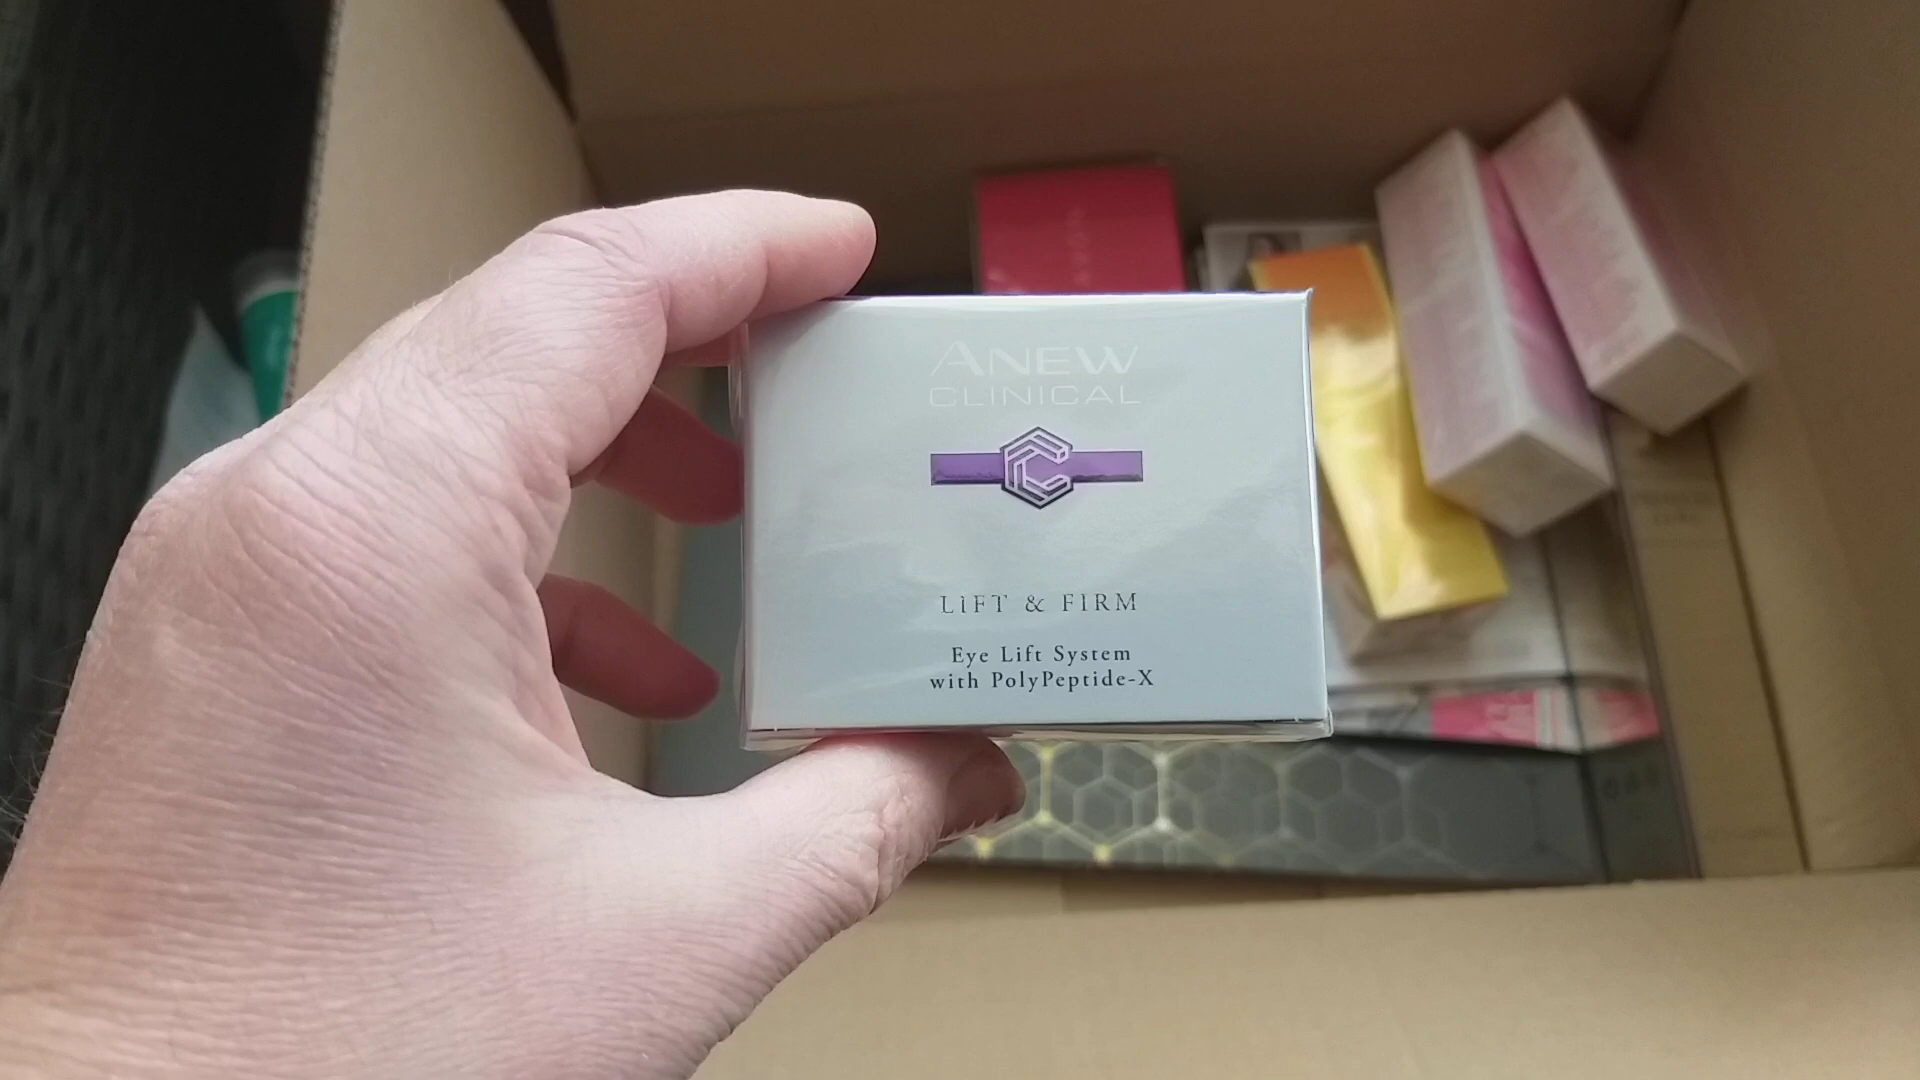 ANEW
CLINICAL
LIFT & FIRM
Eye Lift System
with PolyPeptide-X